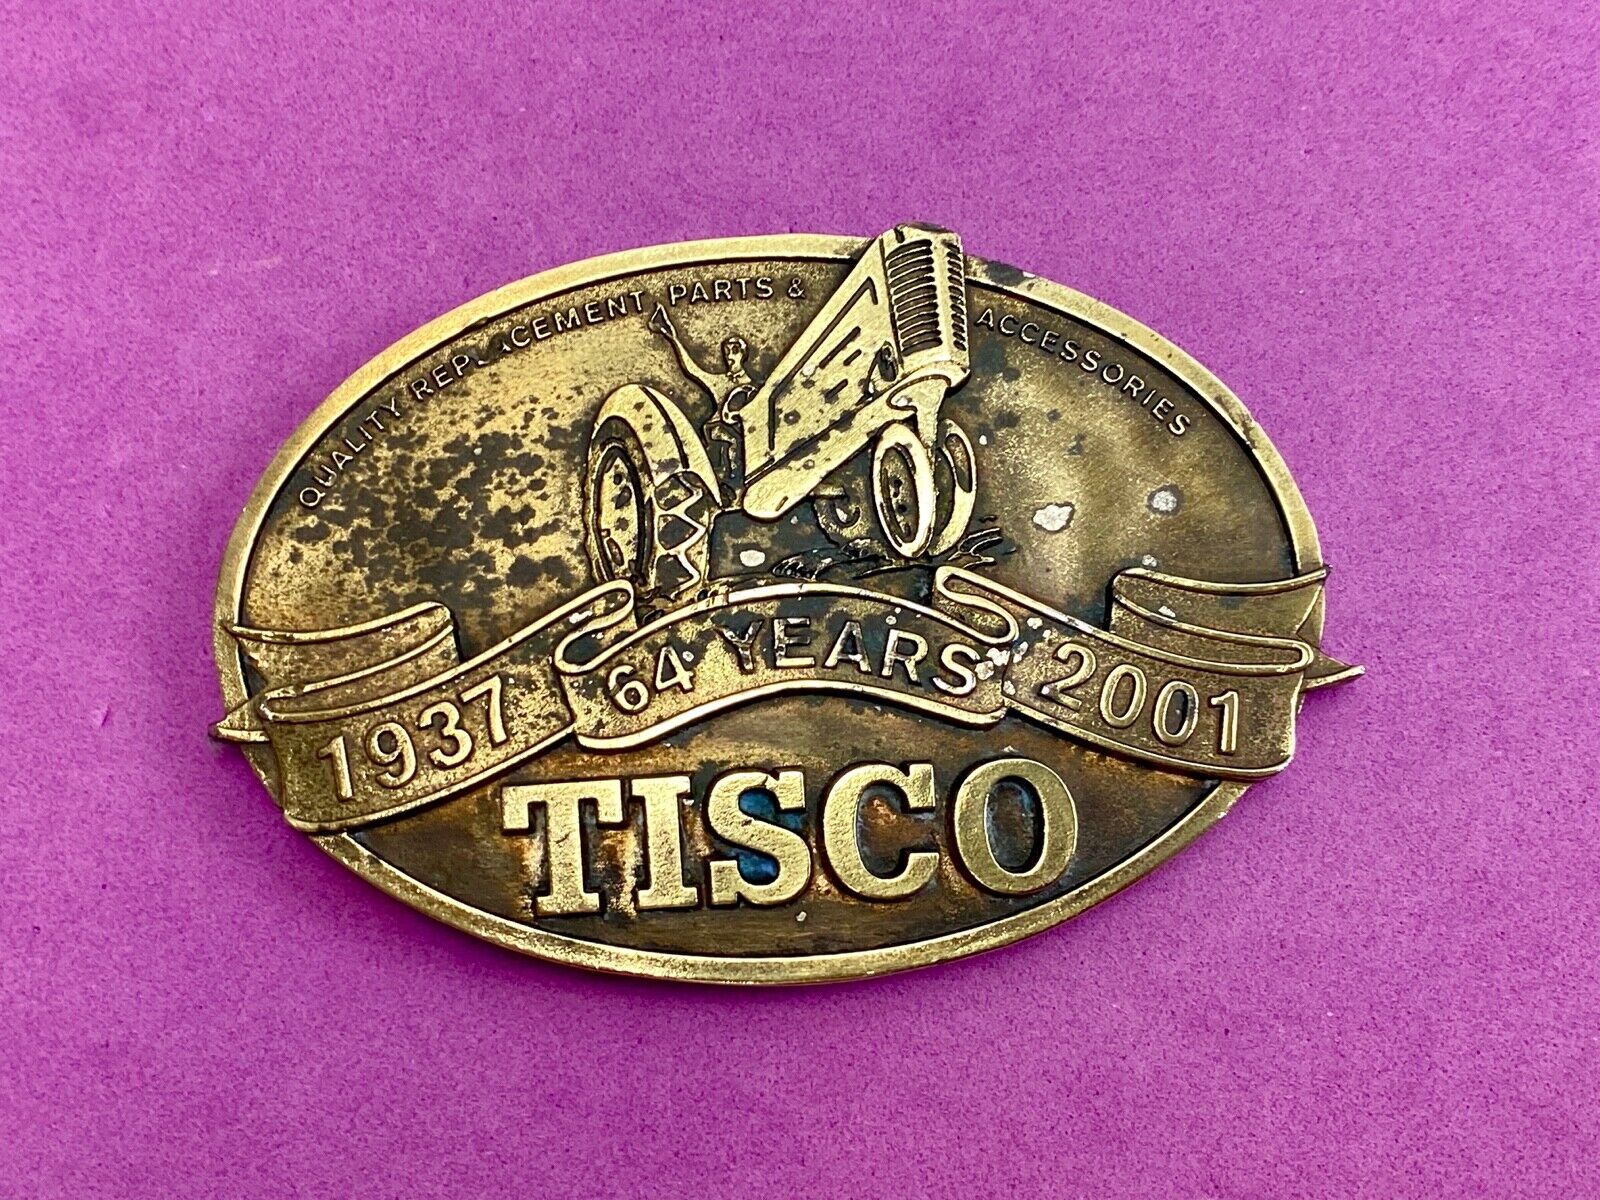 QUALITY REPLACEMENT PARTS & ACCESSORIES
1937 64 YEARS 2001
TISCO